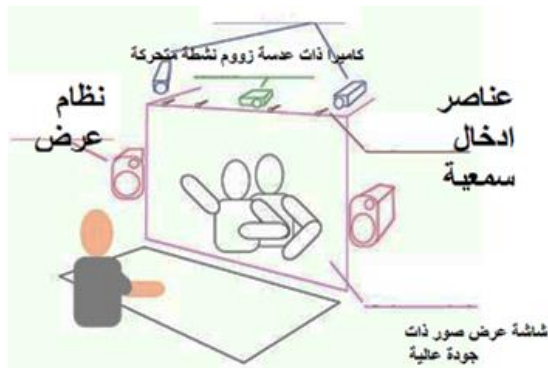 كاميرا ذات عدسة زووم نشطة متحركة
نظام
عرض
عناصر
ادخال
سمعية
شاشة عرض صور ذات
جودة عالية